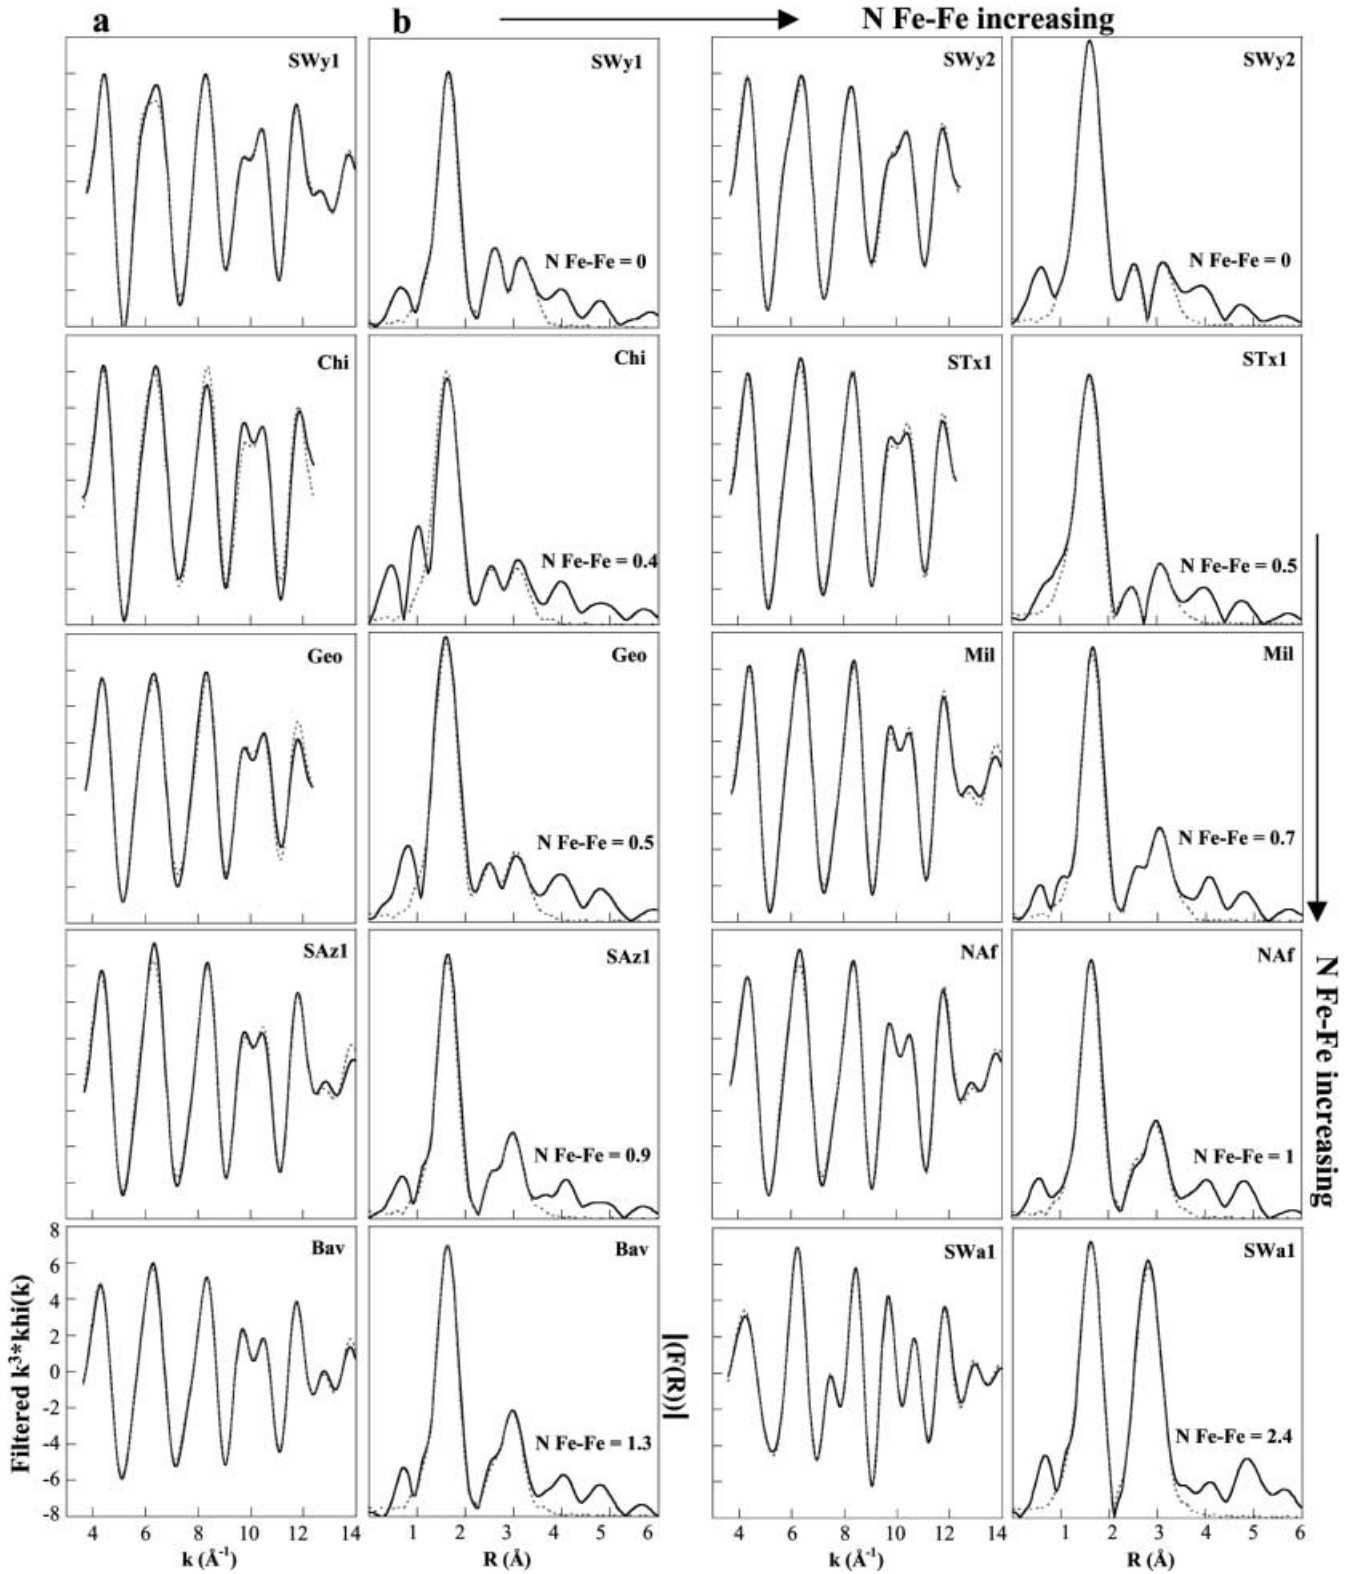 a
b
N Fe-Fe increasing
SWy1
SWy1
N Fe-Fe = 0
SWy2
SWy2
N Fe-Fe = 0
Chi
Chi
N Fe-Fe = 0.4
STx1
STx1
N Fe-Fe = 0.5
Geo
Geo
N Fe-Fe = 0.5
Mil
Mil
N Fe-Fe = 0.7
SAz1
SAz1
N Fe-Fe = 0.9
NAf
NAf
N Fe-Fe = 1
N Fe-Fe increasing
Bav
Bav
N Fe-Fe = 1.3
SWa1
SWa1
N Fe-Fe = 2.4
Filtered k³*khi(k)
8
6
4
2
0
-2
-4
-6
-8
|(F(R))|
4 6 8 10 12 14
1 2 3 4 5 6
4 6 8 10 12 14
1 2 3 4 5 6
k (Å⁻¹)
R (Å)
k (Å⁻¹)
R (Å)